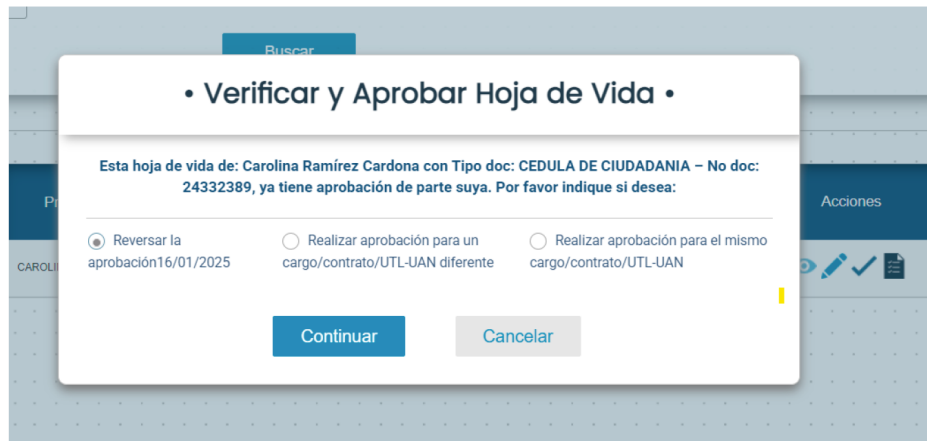 Buscar
• Verificar y Aprobar Hoja de Vida •
Esta hoja de vida de: Carolina Ramírez Cardona con Tipo doc: CEDULA DE CIUDADANIA – No doc:
24332389, ya tiene aprobación de parte suya. Por favor indique si desea:
Acciones
Reversar la
aprobación16/01/2025
Realizar aprobación para un
cargo/contrato/UTL-UAN diferente
Realizar aprobación para el mismo
cargo/contrato/UTL-UAN
Continuar
Cancelar